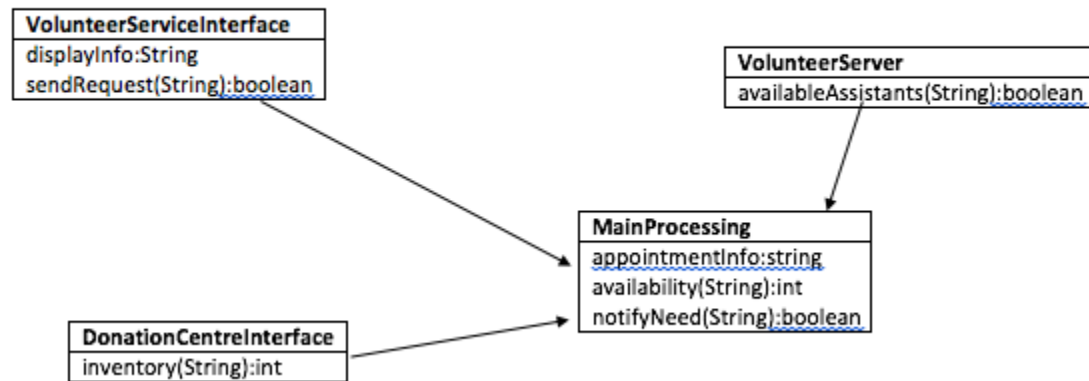 VolunteerServiceInterface
displayInfo:String
sendRequest(String):boolean
VolunteerServer
availableAssistants(String):boolean
MainProcessing
appointmentInfo:string
availability(String):int
notifyNeed(String):boolean
DonationCentreInterface
inventory(String):int